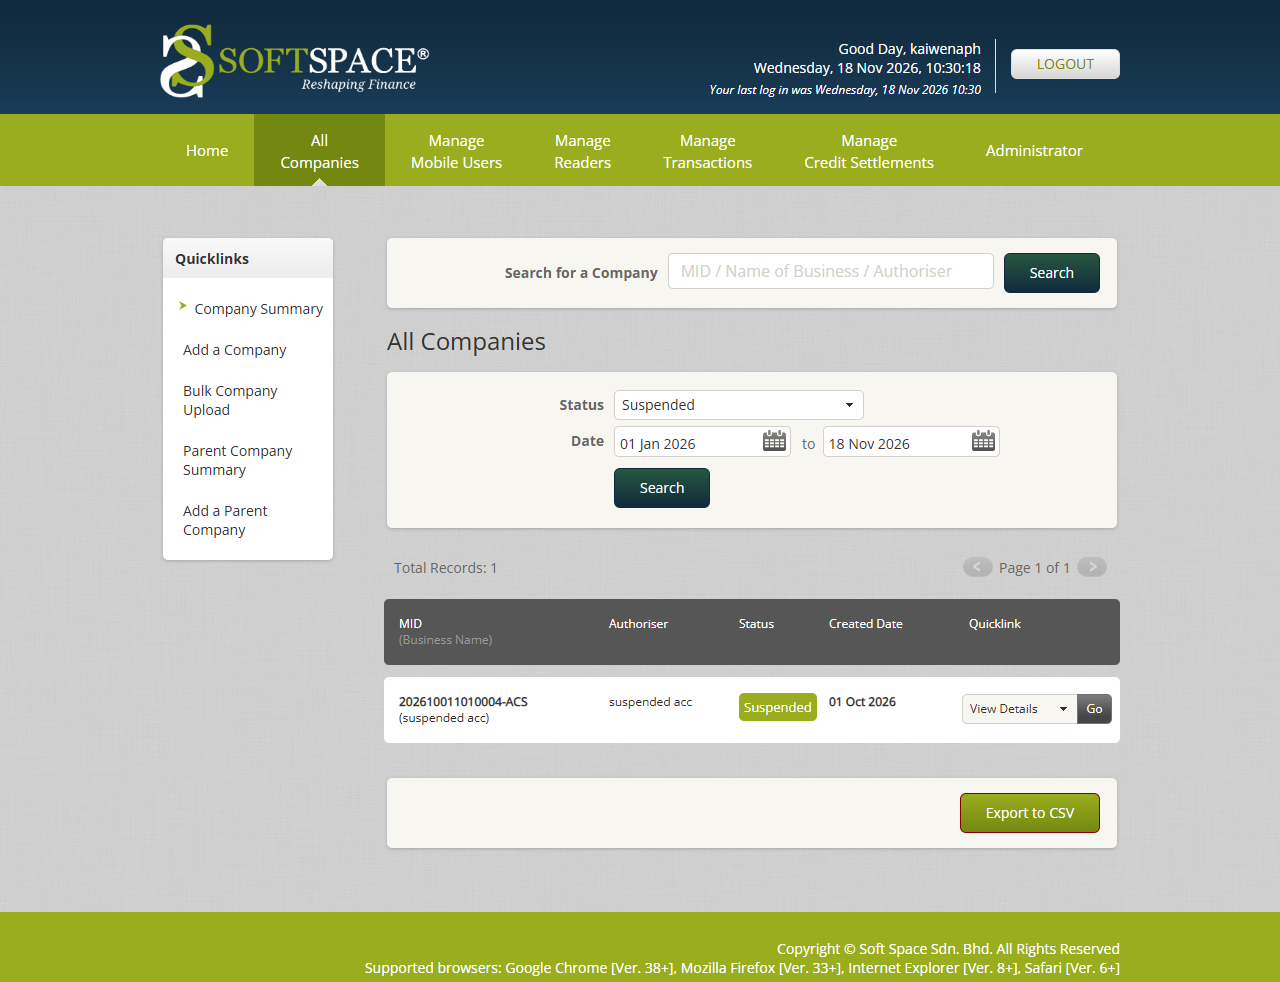 SOFTSPACE®
Reshaping Finance
Good Day, kaiwenaph
Wednesday, 18 Nov 2026, 10:30:18
Your last log in was Wednesday, 18 Nov 2026 10:30
LOGOUT
Home
All Companies
Manage Mobile Users
Manage Readers
Manage Transactions
Manage Credit Settlements
Administrator
Quicklinks
Company Summary
Add a Company
Bulk Company
Upload
Parent Company
Summary
Add a Parent
Company
Search for a Company MID / Name of Business / Authoriser Search
All Companies
Status Suspended
Date 01 Jan 2026 to 18 Nov 2026
Search
Total Records: 1 < Page 1 of 1 >
MID Authoriser Status Created Date Quicklink
(Business Name)
202610011010004-ACS suspended acc Suspended 01 Oct 2026 View Details Go
(suspended acc)
Export to CSV
Copyright © Soft Space Sdn. Bhd. All Rights Reserved
Supported browsers: Google Chrome [Ver. 38+], Mozilla Firefox [Ver. 33+], Internet Explorer [Ver. 8+], Safari [Ver. 6+]